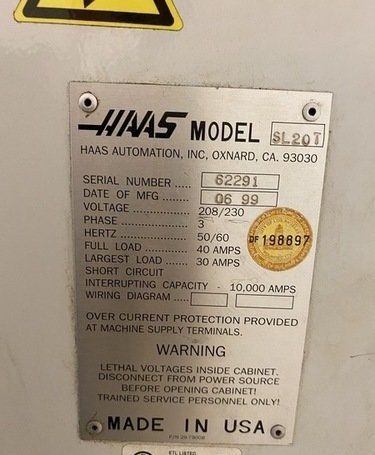 HAAS MODEL SL20T
HAAS AUTOMATION, INC, OXNARD, CA. 93030
SERIAL NUMBER .... 62291
DATE OF MFG ..... 06 99
VOLTAGE ............ 208/230
PHASE ................ 3
HERTZ ................ 50/60
FULL LOAD .......... 40 AMPS
LARGEST LOAD .. 30 AMPS
SHORT CIRCUIT
INTERRUPTING CAPACITY - 10,000 AMPS
WIRING DIAGRAM ....
DF 198897
OVER CURRENT PROTECTION PROVIDED
AT MACHINE SUPPLY TERMINALS.
WARNING
LETHAL VOLTAGES INSIDE CABINET.
DISCONNECT FROM POWER SOURCE
BEFORE OPENING CABINET!
TRAINED SERVICE PERSONNEL ONLY!
MADE IN USA
ETL LISTED